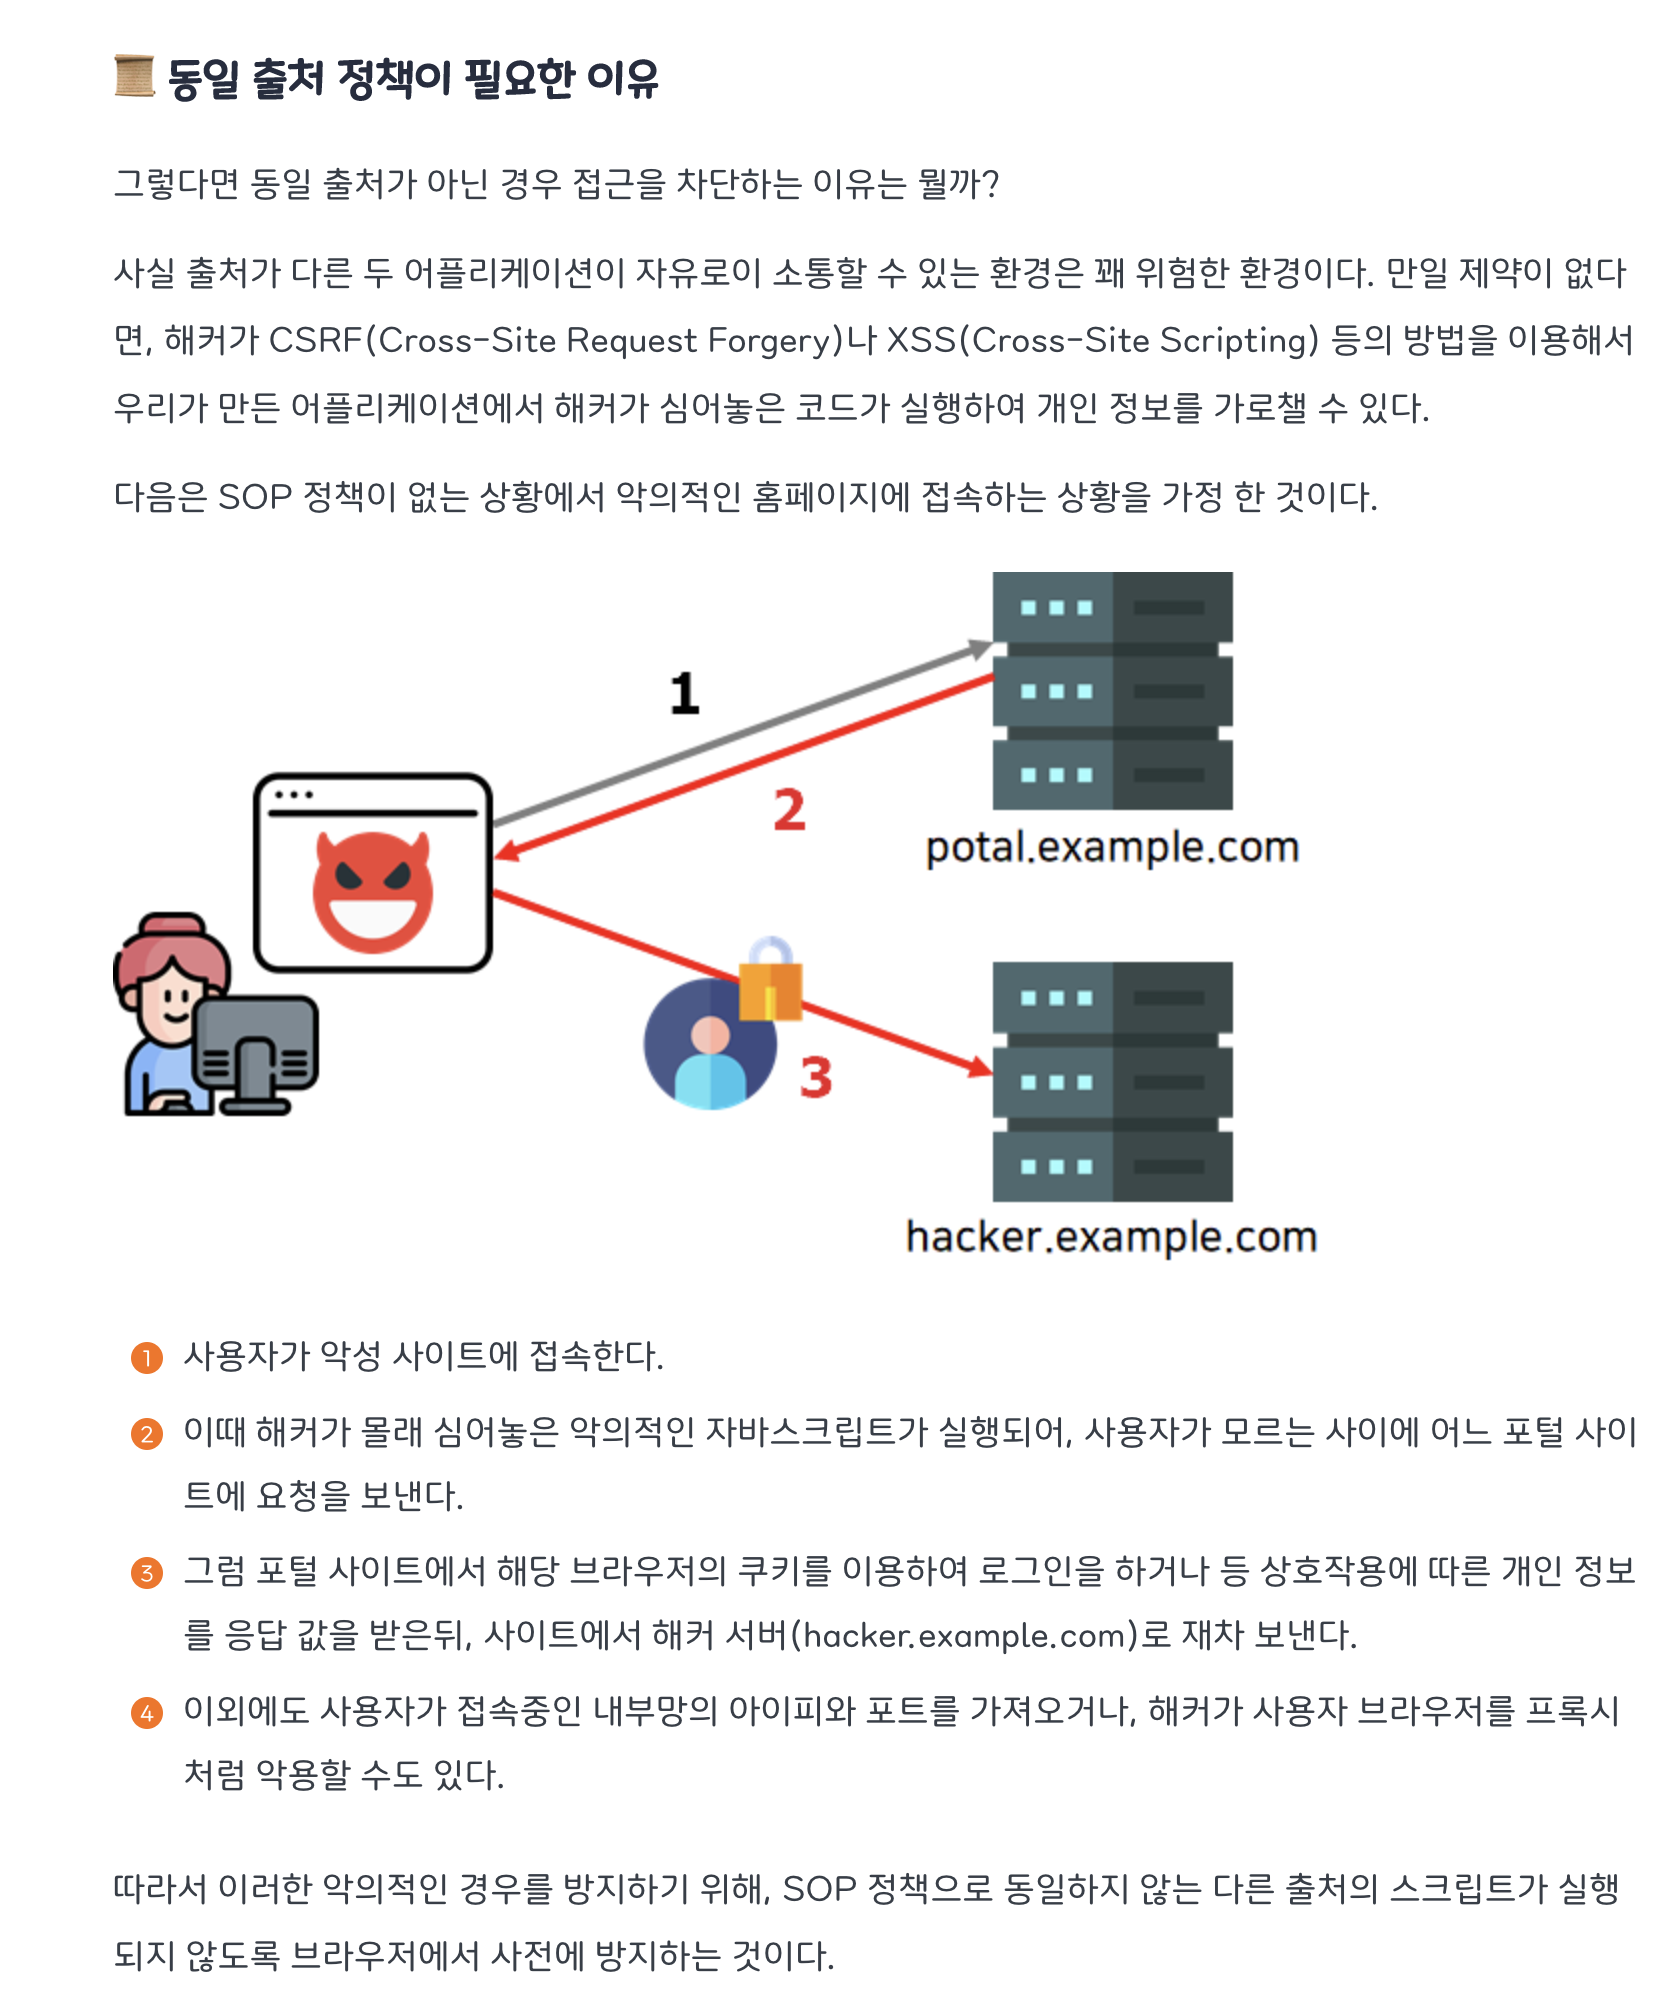 동일 출처 정책이 필요한 이유
그렇다면 동일 출처가 아닌 경우 접근을 차단하는 이유는 뭘까?
사실 출처가 다른 두 어플리케이션이 자유로이 소통할 수 있는 환경은 꽤 위험한 환경이다. 만일 제약이 없다
면, 해커가 CSRF(Cross-Site Request Forgery)나 XSS(Cross-Site Scripting) 등의 방법을 이용해서
우리가 만든 어플리케이션에서 해커가 심어놓은 코드가 실행하여 개인 정보를 가로챌 수 있다.
다음은 SOP 정책이 없는 상황에서 악의적인 홈페이지에 접속하는 상황을 가정 한 것이다.
1
2
potal.example.com
3
hacker.example.com
1 사용자가 악성 사이트에 접속한다.
2 이때 해커가 몰래 심어놓은 악의적인 자바스크립트가 실행되어, 사용자가 모르는 사이에 어느 포털 사이
트에 요청을 보낸다.
3 그럼 포털 사이트에서 해당 브라우저의 쿠키를 이용하여 로그인을 하거나 등 상호작용에 따른 개인 정보
를 응답 값을 받은뒤, 사이트에서 해커 서버(hacker.example.com)로 재차 보낸다.
4 이외에도 사용자가 접속중인 내부망의 아이피와 포트를 가져오거나, 해커가 사용자 브라우저를 프록시
처럼 악용할 수도 있다.
따라서 이러한 악의적인 경우를 방지하기 위해, SOP 정책으로 동일하지 않는 다른 출처의 스크립트가 실행
되지 않도록 브라우저에서 사전에 방지하는 것이다.